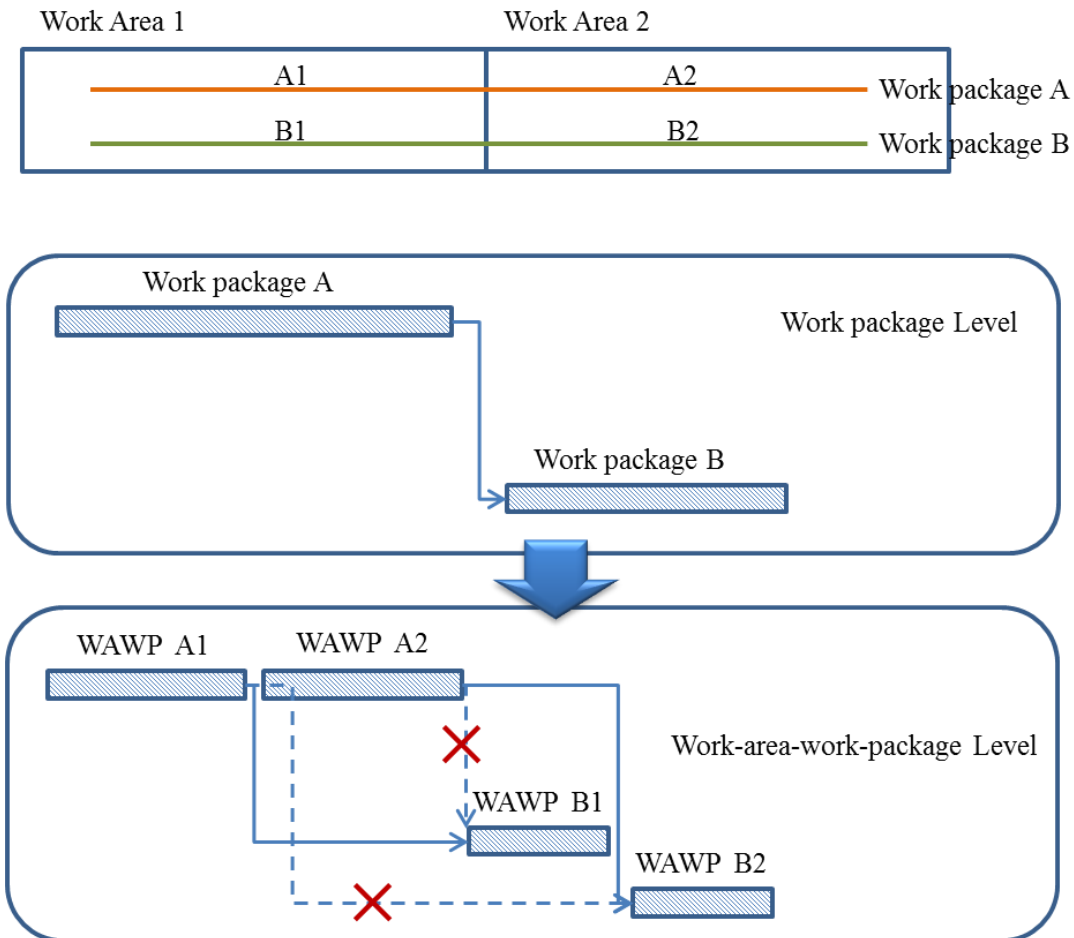 Work Area 1
Work Area 2
A1
A2
Work package A
B1
B2
Work package B
Work package A
Work package Level
Work package B
WAWP A1
WAWP A2
Work-area-work-package Level
WAWP B1
WAWP B2